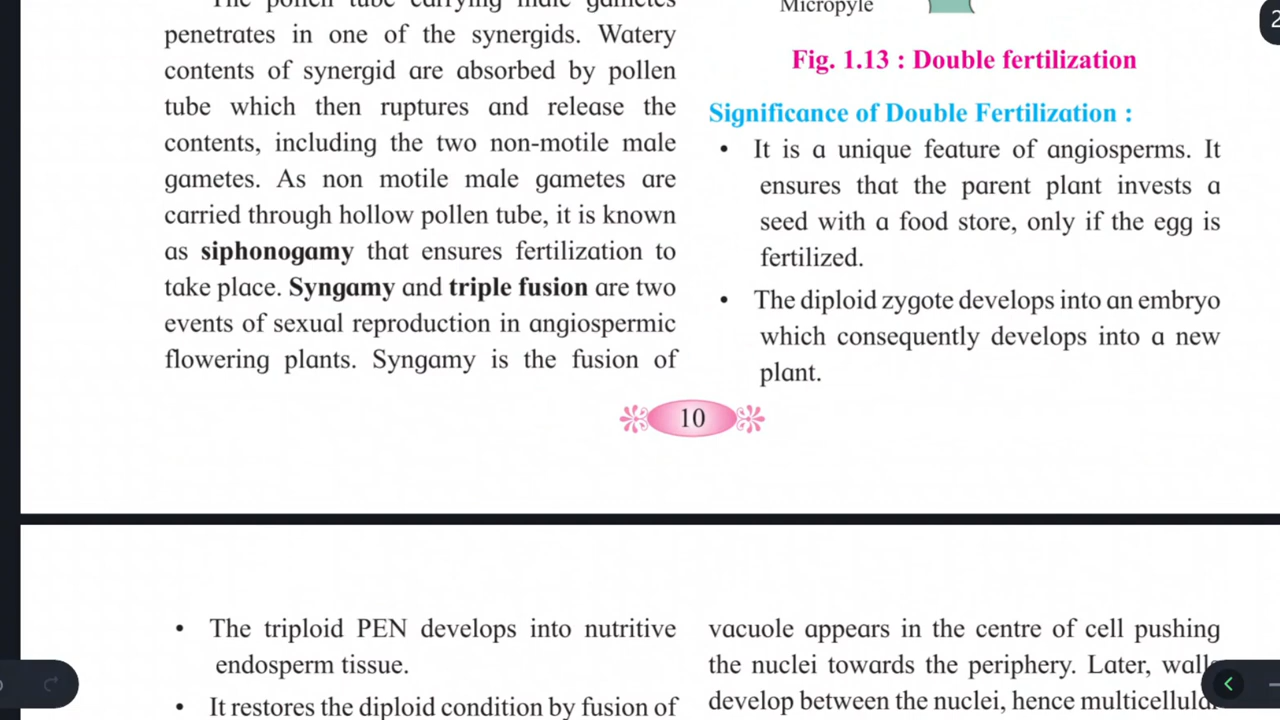 The pollen tube carrying male gametes
penetrates in one of the synergids. Watery
contents of synergid are absorbed by pollen
tube which then ruptures and release the
contents, including the two non-motile male
gametes. As non motile male gametes are
carried through hollow pollen tube, it is known
as siphonogamy that ensures fertilization to
take place. Syngamy and triple fusion are two
events of sexual reproduction in angiospermic
flowering plants. Syngamy is the fusion of
Micropyle
Fig. 1.13 : Double fertilization
Significance of Double Fertilization :
• It is a unique feature of angiosperms. It
ensures that the parent plant invests a
seed with a food store, only if the egg is
fertilized.
• The diploid zygote develops into an embryo
which consequently develops into a new
plant.
10
• The triploid PEN develops into nutritive
endosperm tissue.
• It restores the diploid condition by fusion of
vacuole appears in the centre of cell pushing
the nuclei towards the periphery. Later, walls
develop between the nuclei, hence
2